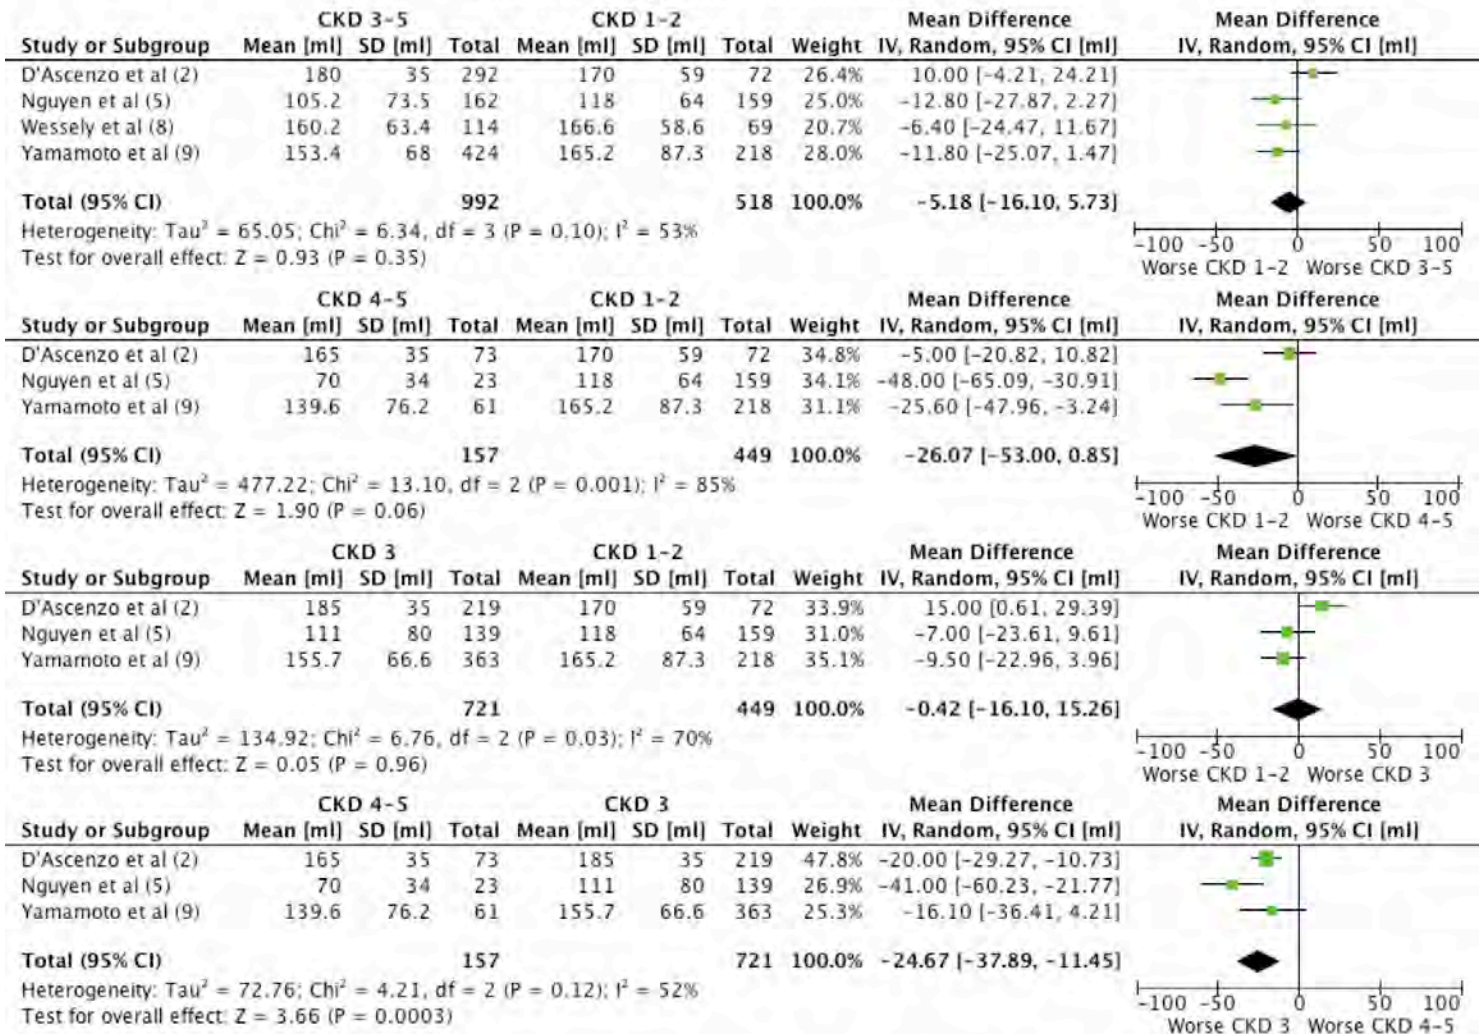 CKD 3-5 CKD 1-2 Mean Difference Mean Difference
Study or Subgroup Mean [ml] SD [ml] Total Mean [ml] SD [ml] Total Weight IV, Random, 95% CI [ml] IV, Random, 95% CI [ml]
D'Ascenzo et al (2) 180 35 292 170 59 72 26.4% 10.00 [-4.21, 24.21]
Nguyen et al (5) 105.2 73.5 162 118 64 159 25.0% -12.80 [-27.87, 2.27]
Wessely et al (8) 160.2 63.4 114 166.6 58.6 69 20.7% -6.40 [-24.47, 11.67]
Yamamoto et al (9) 153.4 68 424 165.2 87.3 218 28.0% -11.80 [-25.07, 1.47]
Total (95% CI) 992 518 100.0% -5.18 [-16.10, 5.73]
Heterogeneity: Tau² = 65.05; Chi² = 6.34, df = 3 (P = 0.10); I² = 53%
Test for overall effect: Z = 0.93 (P = 0.35)
-100 -50 0 50 100
Worse CKD 1-2 Worse CKD 3-5
CKD 4-5 CKD 1-2 Mean Difference Mean Difference
Study or Subgroup Mean [ml] SD [ml] Total Mean [ml] SD [ml] Total Weight IV, Random, 95% CI [ml] IV, Random, 95% CI [ml]
D'Ascenzo et al (2) 165 35 73 170 59 72 34.8% -5.00 [-20.82, 10.82]
Nguyen et al (5) 70 34 23 118 64 159 34.1% -48.00 [-65.09, -30.91]
Yamamoto et al (9) 139.6 76.2 61 165.2 87.3 218 31.1% -25.60 [-47.96, -3.24]
Total (95% CI) 157 449 100.0% -26.07 [-53.00, 0.85]
Heterogeneity: Tau² = 477.22; Chi² = 13.10, df = 2 (P = 0.001); I² = 85%
Test for overall effect: Z = 1.90 (P = 0.06)
-100 -50 0 50 100
Worse CKD 1-2 Worse CKD 4-5
CKD 3 CKD 1-2 Mean Difference Mean Difference
Study or Subgroup Mean [ml] SD [ml] Total Mean [ml] SD [ml] Total Weight IV, Random, 95% CI [ml] IV, Random, 95% CI [ml]
D'Ascenzo et al (2) 185 35 219 170 59 72 33.9% 15.00 [0.61, 29.39]
Nguyen et al (5) 111 80 139 118 64 159 31.0% -7.00 [-23.61, 9.61]
Yamamoto et al (9) 155.7 66.6 363 165.2 87.3 218 35.1% -9.50 [-22.96, 3.96]
Total (95% CI) 721 449 100.0% -0.42 [-16.10, 15.26]
Heterogeneity: Tau² = 134.92; Chi² = 6.76, df = 2 (P = 0.03); I² = 70%
Test for overall effect: Z = 0.05 (P = 0.96)
-100 -50 0 50 100
Worse CKD 1-2 Worse CKD 3
CKD 4-5 CKD 3 Mean Difference Mean Difference
Study or Subgroup Mean [ml] SD [ml] Total Mean [ml] SD [ml] Total Weight IV, Random, 95% CI [ml] IV, Random, 95% CI [ml]
D'Ascenzo et al (2) 165 35 73 185 35 219 47.8% -20.00 [-29.27, -10.73]
Nguyen et al (5) 70 34 23 111 80 139 26.9% -41.00 [-60.23, -21.77]
Yamamoto et al (9) 139.6 76.2 61 155.7 66.6 363 25.3% -16.10 [-36.41, 4.21]
Total (95% CI) 157 721 100.0% -24.67 [-37.89, -11.45]
Heterogeneity: Tau² = 72.76; Chi² = 4.21, df = 2 (P = 0.12); I² = 52%
Test for overall effect: Z = 3.66 (P = 0.0003)
-100 -50 0 50 100
Worse CKD 3 Worse CKD 4-5